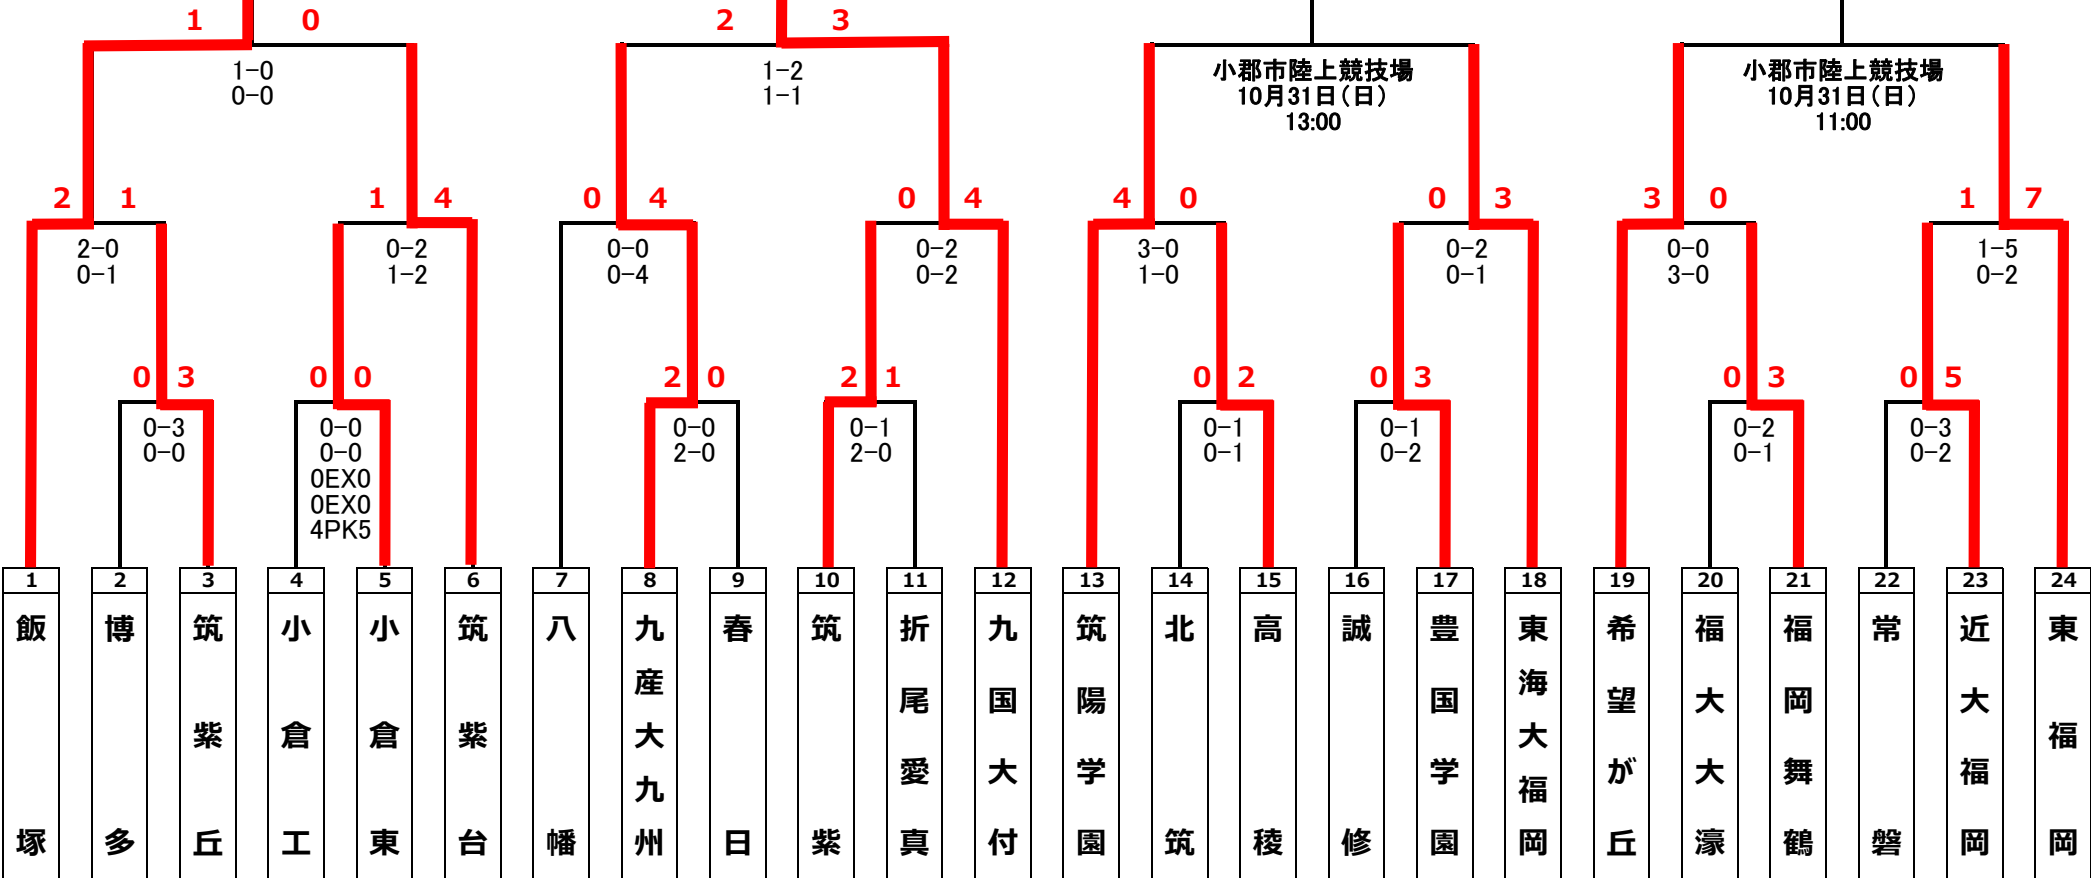 1 0
2 3
1-0
0-0
1-2
1-1
小郡市陸上競技場
10月31日(日)
13:00
小郡市陸上競技場
10月31日(日)
11:00
2 1
1 4
0 4
0 4
4 0
0 3
3 0
1 7
2-0
0-1
0-2
1-2
0-0
0-4
0-2
0-2
3-0
1-0
0-2
0-1
0-0
3-0
1-5
0-2
0 3
0 0
2 0
2 1
0 2
0 3
0 3
0 5
0-3
0-0
0-0
0-0
0EX0
0EX0
4PK5
0-0
2-0
0-1
2-0
0-1
0-1
0-1
0-2
0-2
0-1
0-3
0-2
1
飯塚
2
博多
3
筑紫丘
4
小倉工
5
小倉東
6
筑紫台
7
八幡
8
九産大九州
9
春日
10
筑紫
11
折尾愛真
12
九国大付
13
筑陽学園
14
北筑
15
高稜
16
誠修
17
豊国学園
18
東海大福岡
19
希望が丘
20
福大大濠
21
福岡舞鶴
22
常磐
23
近大福岡
24
東福岡